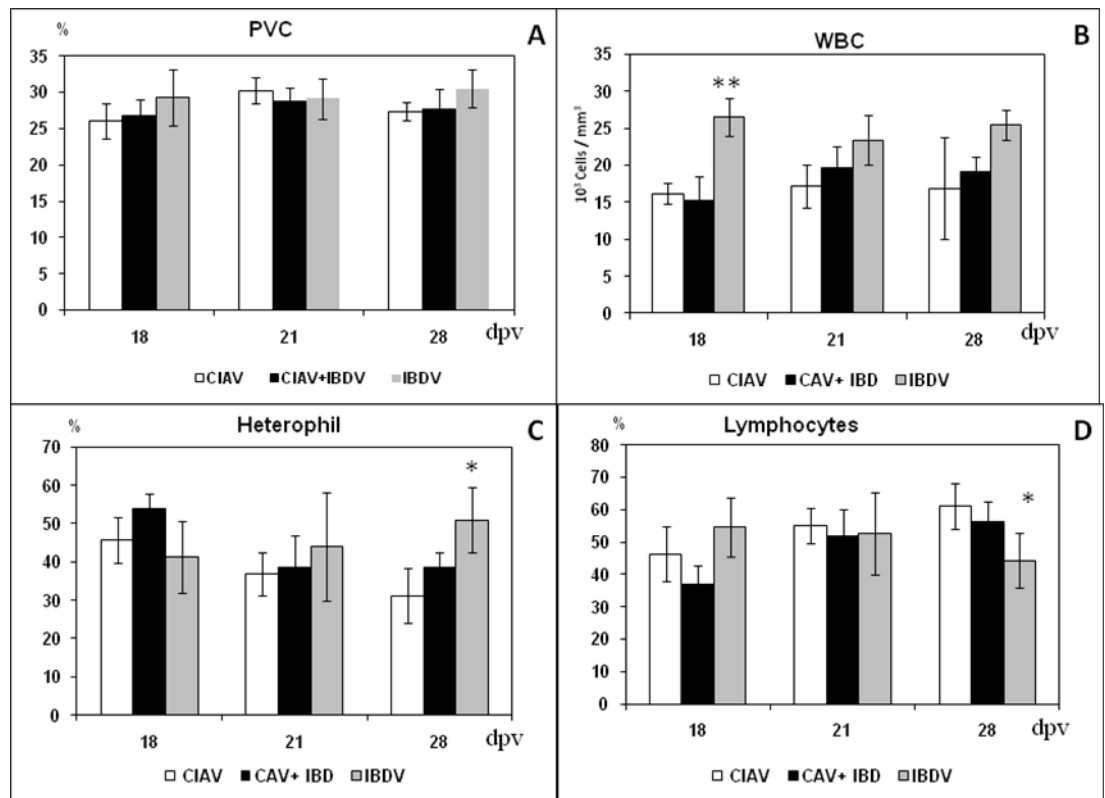 % PVC A
35
30
25
20
15
10
5
0
18 21 28 dpv
CIAV CIAV+IBDV IBDV
WBC B
10³ Cells / mm³
35
30
25
20
15
10
5
0
**
18 21 28 dpv
CIAV CAV+ IBD IBDV
% Heterophil C
70
60
50
40
30
20
10
0
*
18 21 28 dpv
CIAV CAV+ IBD IBDV
% Lymphocytes D
80
70
60
50
40
30
20
10
0
*
18 21 28 dpv
CIAV CAV+ IBD IBDV